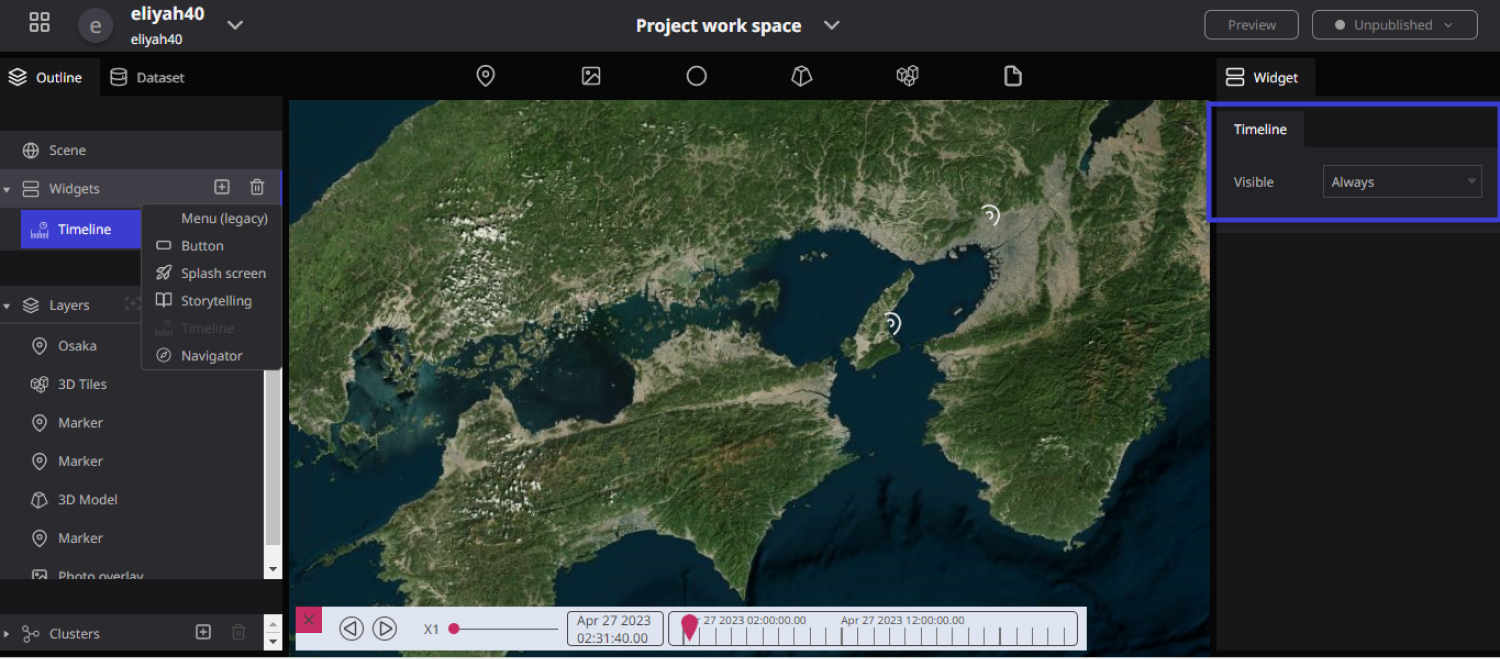 e
eliyah40
eliyah40
Project work space
Preview
Unpublished
Outline
Dataset
Widget
Scene
Widgets
Timeline
Menu (legacy)
Button
Splash screen
Storytelling
Timeline
Navigator
Layers
Osaka
3D Tiles
Marker
Marker
3D Model
Marker
Photo overlay
Clusters
Timeline
Visible
Always
X1
Apr 27 2023
02:31:40.00
27 2023 02:00:00.00
Apr 27 2023 12:00:00.00